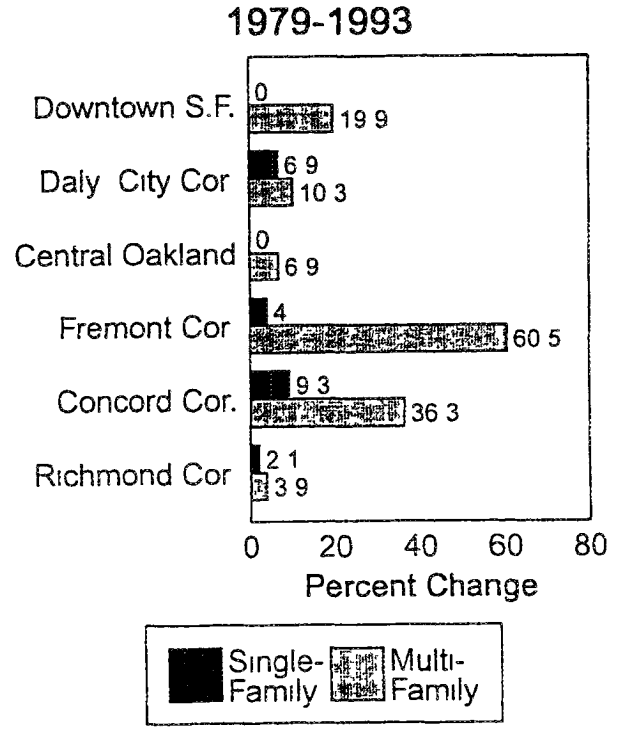 1979-1993
Downtown S.F.
0
19 9
Daly City Cor
6 9
10 3
Central Oakland
0
6 9
Fremont Cor
4
60 5
Concord Cor.
9 3
36 3
Richmond Cor
2 1
3 9
0 20 40 60 80
Percent Change
Single-Family
Multi-Family